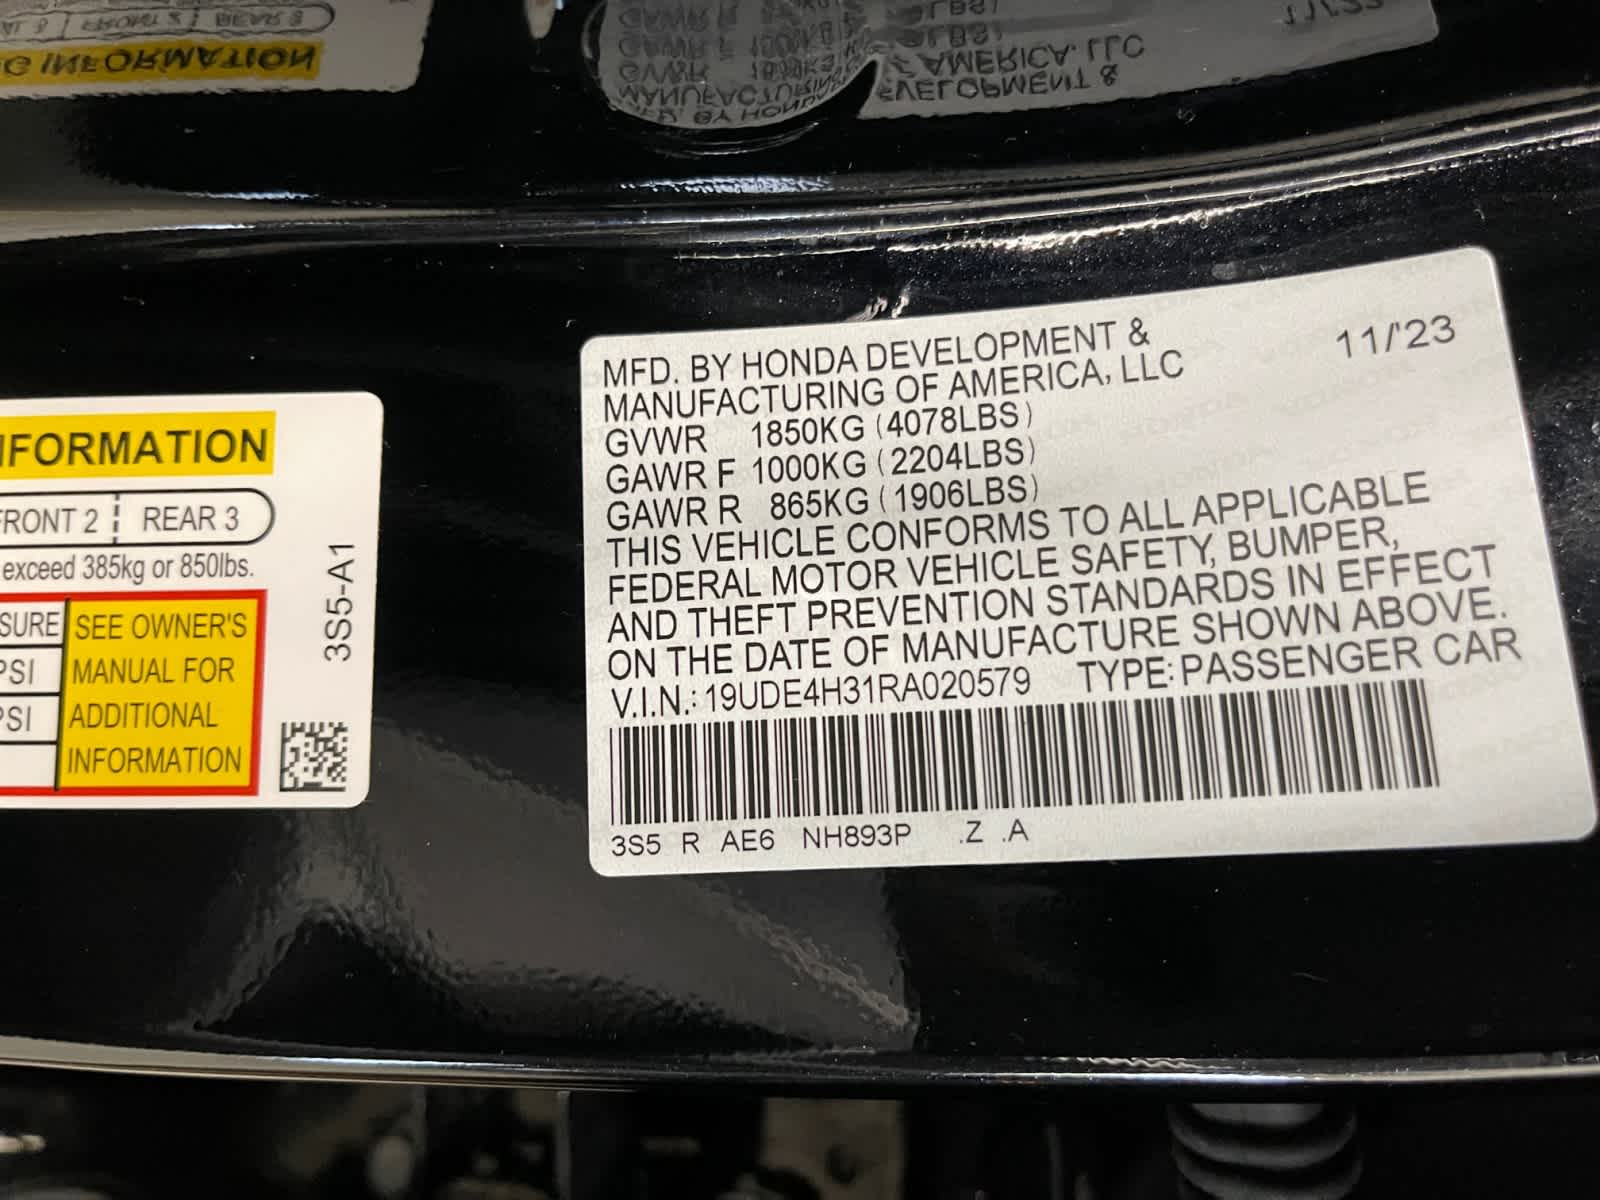 INFORMATION
FRONT 2 REAR 3
exceed 385kg or 850lbs.
SURE
PSI
PSI
SEE OWNER'S
MANUAL FOR
ADDITIONAL
INFORMATION
3S5-A1
MFD. BY HONDA DEVELOPMENT & 11/'23
MANUFACTURING OF AMERICA, LLC
GVWR 1850KG (4078LBS)
GAWR F 1000KG (2204LBS)
GAWR R 865KG (1906LBS)
THIS VEHICLE CONFORMS TO ALL APPLICABLE
FEDERAL MOTOR VEHICLE SAFETY, BUMPER,
AND THEFT PREVENTION STANDARDS IN EFFECT
ON THE DATE OF MANUFACTURE SHOWN ABOVE.
V.I.N.: 19UDE4H31RA020579 TYPE: PASSENGER CAR
3S5 R AE6 NH893P .Z .A